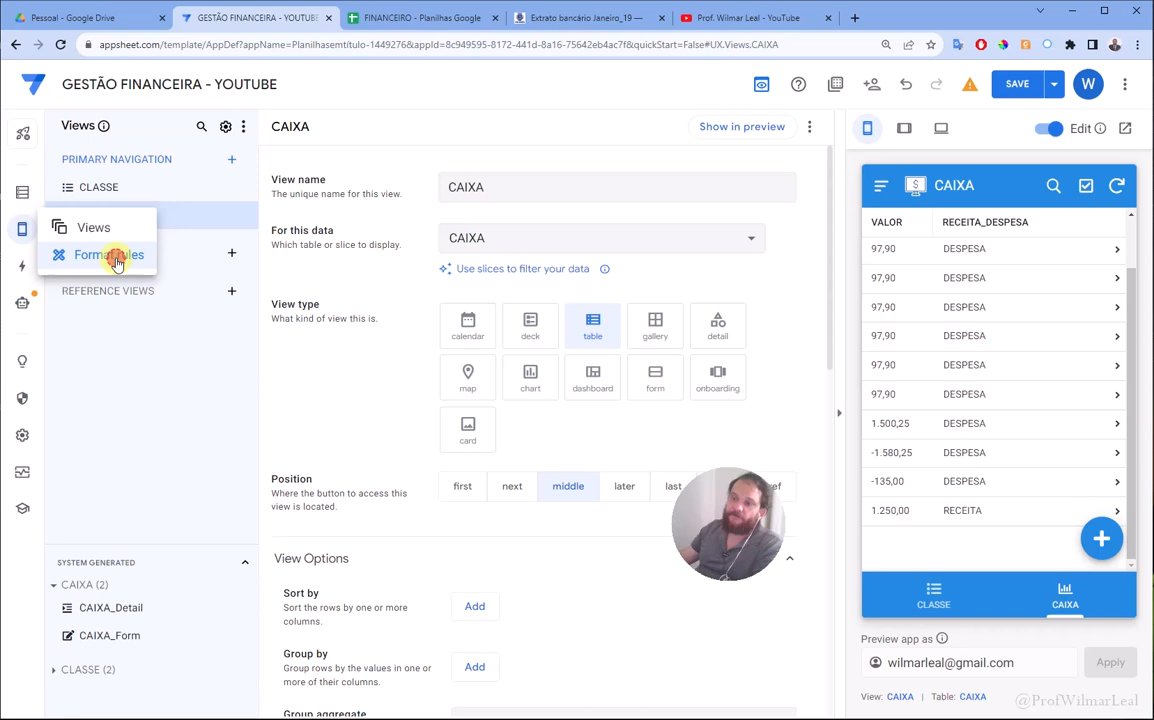 Pessoal - Google Drive
GESTÃO FINANCEIRA - YOUTUBE
FINANCEIRO - Planilhas Google
Extrato bancário Janeiro_19 —
Prof. Wilmar Leal - YouTube
appsheet.com/template/AppDef?appName=Planilhasemtítulo-1449276&appId=8c949595-8172-441d-8a16-75642eb4ac7f&quickStart=False#UX.Views.CAIXA
GESTÃO FINANCEIRA - YOUTUBE
SAVE
W
Views
PRIMARY NAVIGATION
CLASSE
Views
Format rules
REFERENCE VIEWS
SYSTEM GENERATED
CAIXA (2)
CAIXA_Detail
CAIXA_Form
CLASSE (2)
CAIXA
Show in preview
View name
The unique name for this view.
CAIXA
For this data
Which table or slice to display.
CAIXA
Use slices to filter your data
View type
What kind of view this is.
calendar
deck
table
gallery
detail
map
chart
dashboard
form
onboarding
card
Position
Where the button to access this
view is located.
first
next
middle
later
last
ref
View Options
Sort by
Sort the rows by one or more
columns.
Add
Group by
Group rows by the values in one or
more of their columns.
Add
Group aggregate
Edit
CAIXA
VALOR RECEITA_DESPESA
97,90 DESPESA
97,90 DESPESA
97,90 DESPESA
97,90 DESPESA
97,90 DESPESA
97,90 DESPESA
1.500,25 DESPESA
-1.580,25 DESPESA
-135,00 DESPESA
1.250,00 RECEITA
CLASSE
CAIXA
Preview app as
wilmarleal@gmail.com
Apply
View: CAIXA | Table: CAIXA
@ProfWilmarLeal